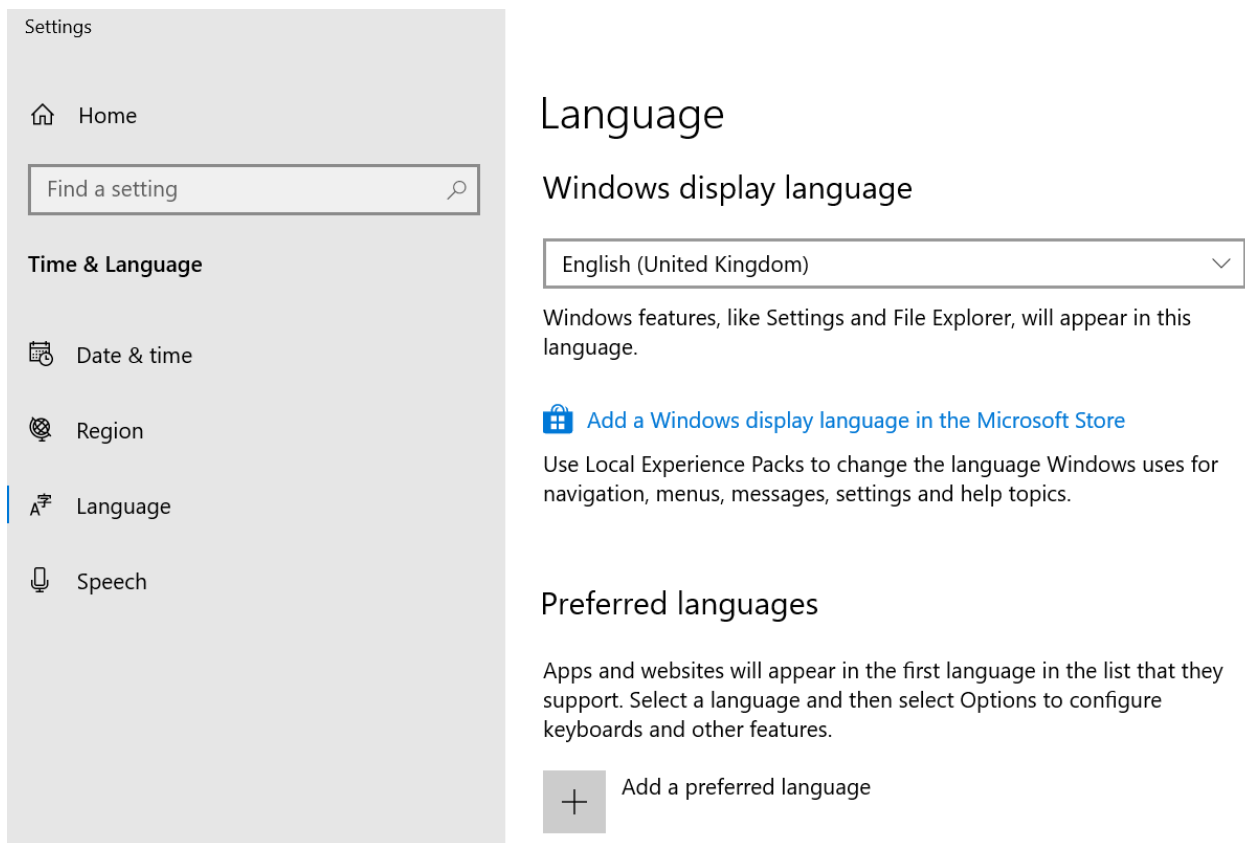 Settings
Home
Find a setting
Time & Language
Date & time
Region
Language
Speech
Language
Windows display language
English (United Kingdom)
Windows features, like Settings and File Explorer, will appear in this
language.
Add a Windows display language in the Microsoft Store
Use Local Experience Packs to change the language Windows uses for
navigation, menus, messages, settings and help topics.
Preferred languages
Apps and websites will appear in the first language in the list that they
support. Select a language and then select Options to configure
keyboards and other features.
Add a preferred language